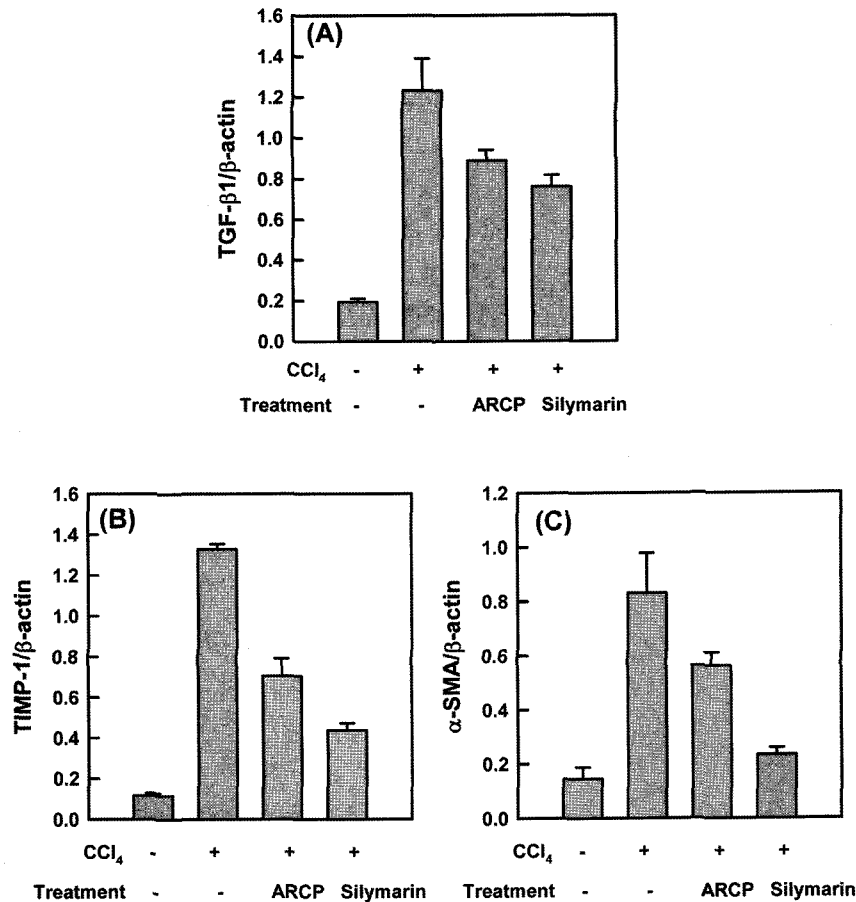 (A)
TGF-β1/β-actin
1.6
1.4
1.2
1.0
0.8
0.6
0.4
0.2
0.0
CCl₄ - + + +
Treatment - - ARCP Silymarin
(B)
TIMP-1/β-actin
1.6
1.4
1.2
1.0
0.8
0.6
0.4
0.2
0.0
CCl₄ - + + +
Treatment - - ARCP Silymarin
(C)
α-SMA/β-actin
1.2
1.0
0.8
0.6
0.4
0.2
0.0
CCl₄ - + + +
Treatment - - ARCP Silymarin